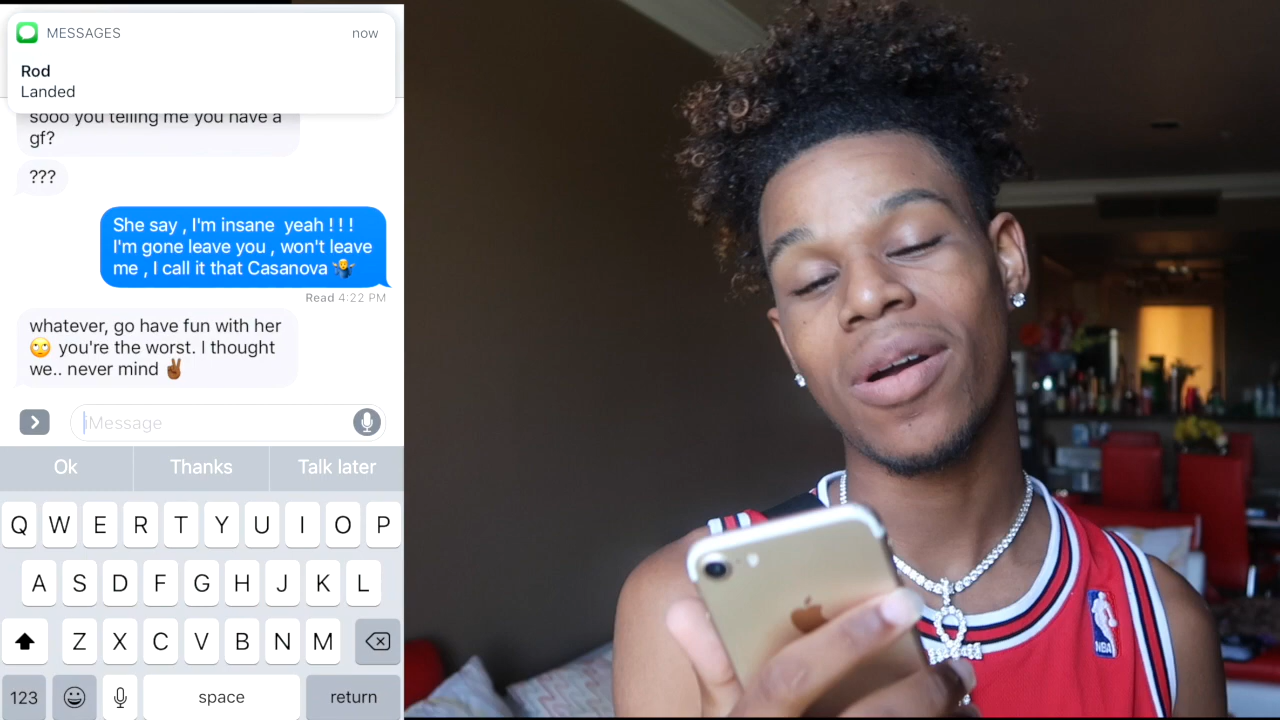 MESSAGES now
Rod
Landed
sooo you telling me you have a
gf?
???
She say , I'm insane yeah ! ! !
I'm gone leave you , won't leave
me , I call it that Casanova 🤷‍♂️
Read 4:22 PM
whatever, go have fun with her
🙄 you're the worst. I thought
we.. never mind ✌🏾
iMessage
Ok Thanks Talk later
Q W E R T Y U I O P
A S D F G H J K L
Z X C V B N M
123 space return
NBA